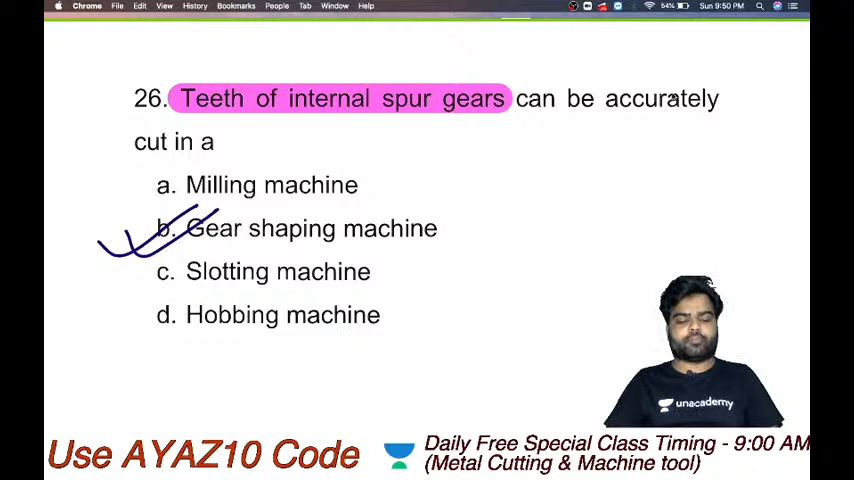 Chrome File Edit View History Bookmarks People Tab Window Help 54% Sun 9:50 PM
26. Teeth of internal spur gears can be accurately
cut in a
a. Milling machine
b. Gear shaping machine
c. Slotting machine
d. Hobbing machine
unacademy
Use AYAZ10 Code
Daily Free Special Class Timing - 9:00 AM
(Metal Cutting & Machine tool)